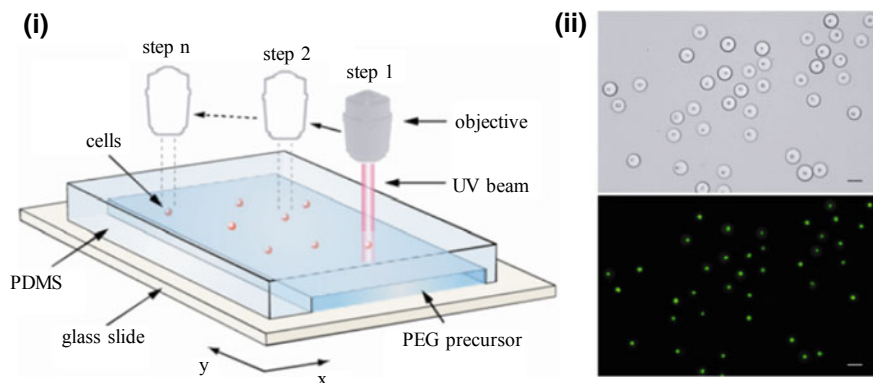 (i)
(ii)
step n
step 2
step 1
objective
cells
UV beam
PDMS
glass slide
PEG precursor
y
x